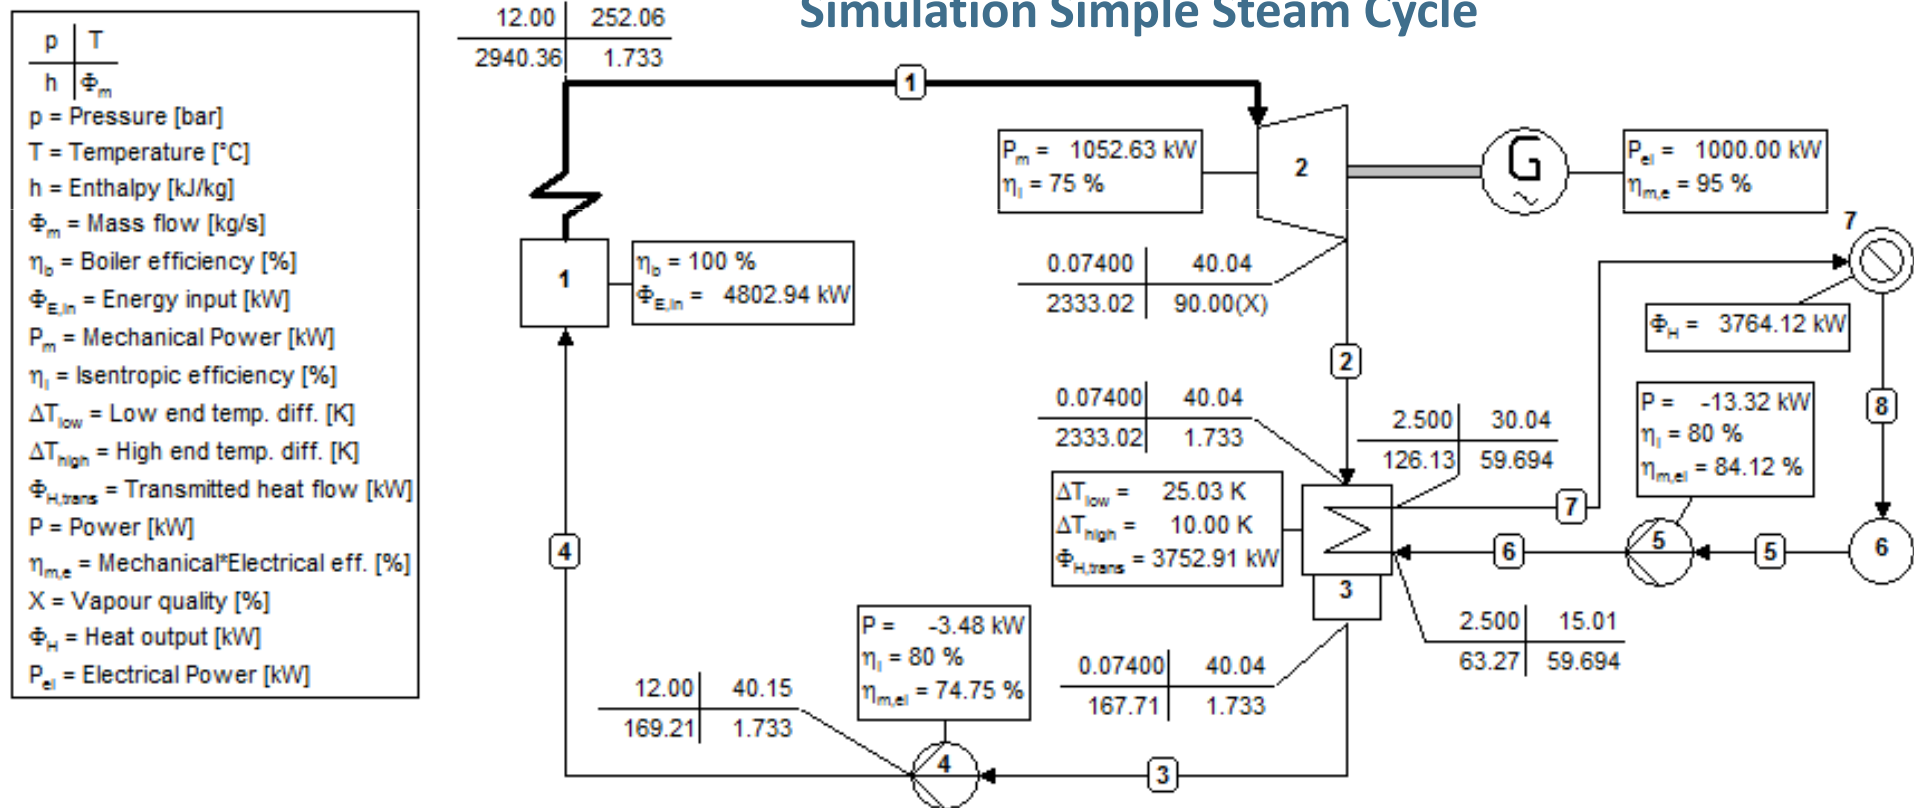 Simulation Simple Steam Cycle
p T
h Φm
p = Pressure [bar]
T = Temperature [°C]
h = Enthalpy [kJ/kg]
Φm = Mass flow [kg/s]
ηb = Boiler efficiency [%]
ΦE,in = Energy input [kW]
Pm = Mechanical Power [kW]
ηi = Isentropic efficiency [%]
ΔTlow = Low end temp. diff. [K]
ΔThigh = High end temp. diff. [K]
ΦH,trans = Transmitted heat flow [kW]
P = Power [kW]
ηm,e = Mechanical*Electrical eff. [%]
X = Vapour quality [%]
ΦH = Heat output [kW]
Pel = Electrical Power [kW]
12.00 252.06
2940.36 1.733
1
Pm = 1052.63 kW
ηi = 75 %
2
G
~
Pel = 1000.00 kW
ηm,e = 95 %
7
1
ηb = 100 %
ΦE,in = 4802.94 kW
0.07400 40.04
2333.02 90.00(X)
ΦH = 3764.12 kW
2
0.07400 40.04
2333.02 1.733
2.500 30.04
126.13 59.694
P = -13.32 kW
ηi = 80 %
ηm,el = 84.12 %
8
ΔTlow = 25.03 K
ΔThigh = 10.00 K
ΦH,trans = 3752.91 kW
7
4
6
5
5
6
3
2.500 15.01
63.27 59.694
P = -3.48 kW
ηi = 80 %
ηm,el = 74.75 %
0.07400 40.04
167.71 1.733
12.00 40.15
169.21 1.733
4
3